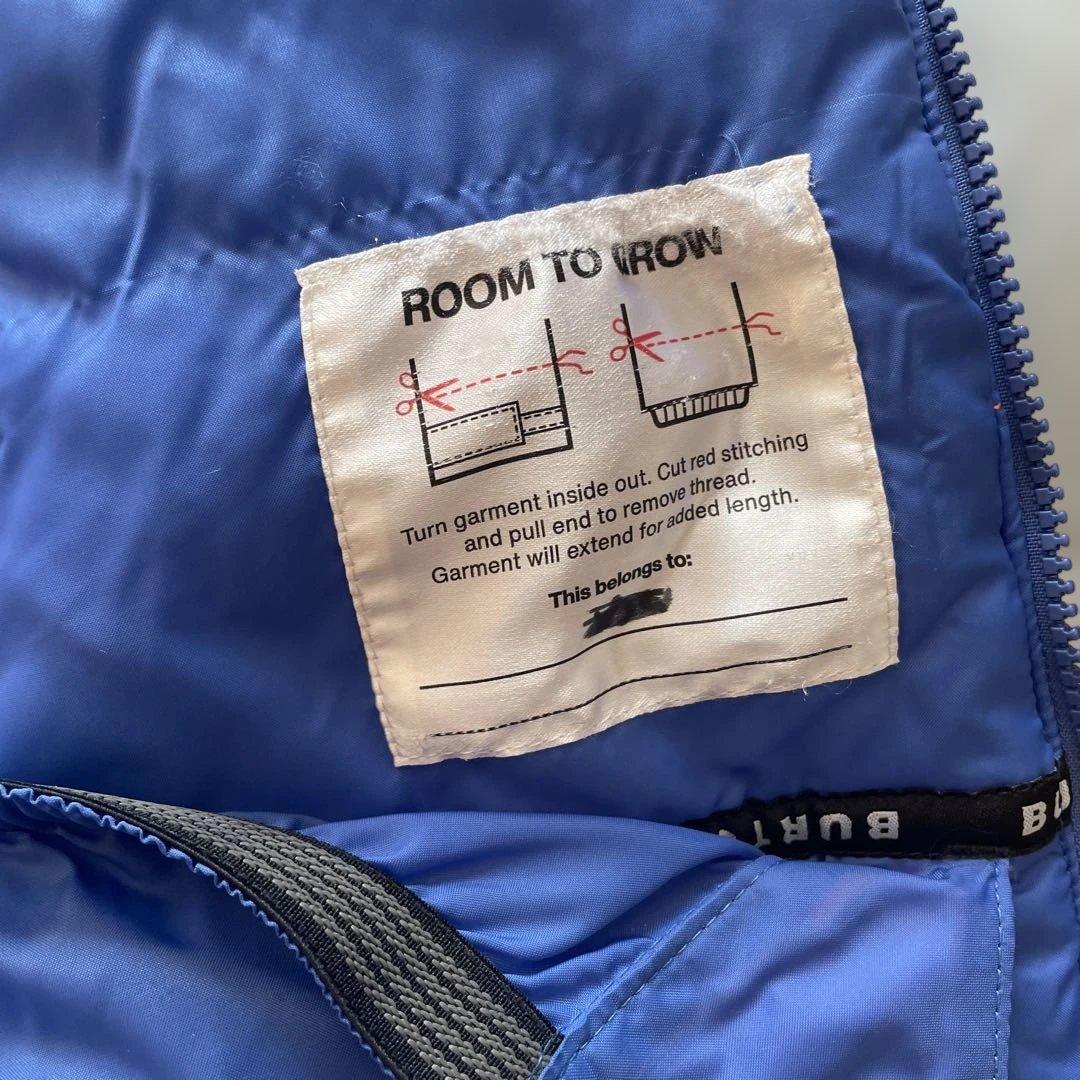 ROOM TO GROW
Turn garment inside out. Cut red stitching
and pull end to remove thread.
Garment will extend for added length.
This belongs to:
BURT
B